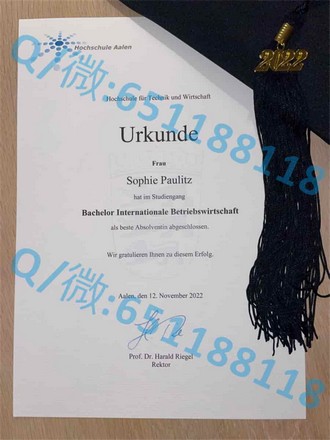 Hochschule Aalen
2022
Hochschule für Technik und Wirtschaft
Urkunde
Frau
Sophie Paulitz
hat im Studiengang
Bachelor Internationale Betriebswirtschaft
als beste Absolventin abgeschlossen.
Wir gratulieren Ihnen zu diesem Erfolg.
Aalen, den 12. November 2022
Prof. Dr. Harald Riegel
Rektor
Q/微:651188118
Q/微:651188118